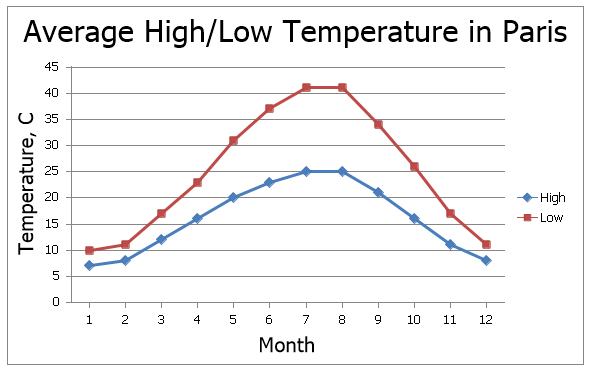 Average High/Low Temperature in Paris
Temperature, C
45
40
35
30
25
20
15
10
5
0
1 2 3 4 5 6 7 8 9 10 11 12
Month
High
Low